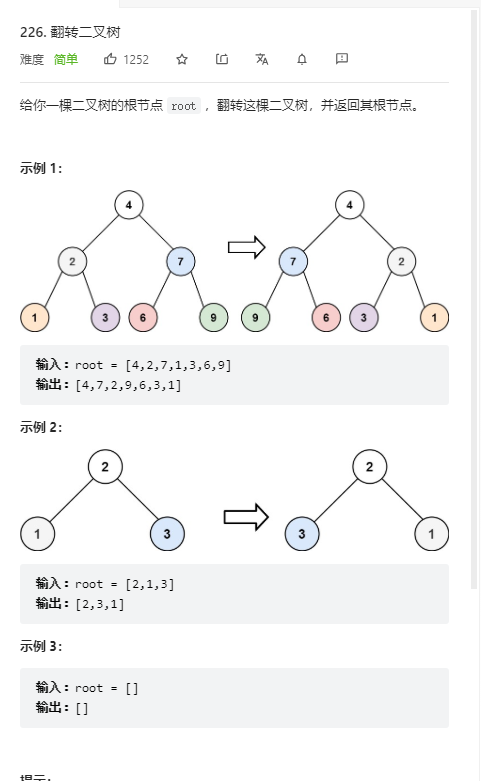 226. 翻转二叉树
难度 简单 1252
给你一棵二叉树的根节点 root ，翻转这棵二叉树，并返回其根节点。
示例 1：
4 4
2 7 7 2
1 3 6 9 9 6 3 1
输入：root = [4,2,7,1,3,6,9]
输出：[4,7,2,9,6,3,1]
示例 2：
2 2
1 3 3 1
输入：root = [2,1,3]
输出：[2,3,1]
示例 3：
输入：root = []
输出：[]